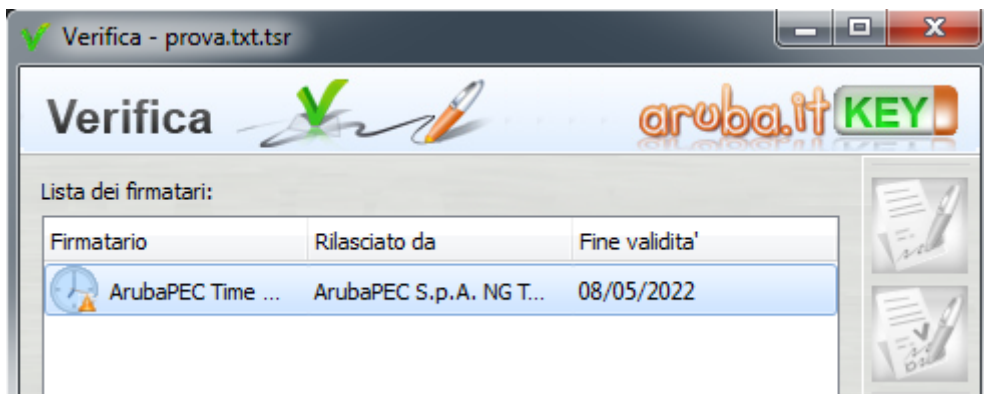 Verifica - prova.txt.tsr
Verifica
aruba.it KEY
Lista dei firmatari:
Firmatario Rilasciato da Fine validita'
ArubaPEC Time ... ArubaPEC S.p.A. NG T... 08/05/2022